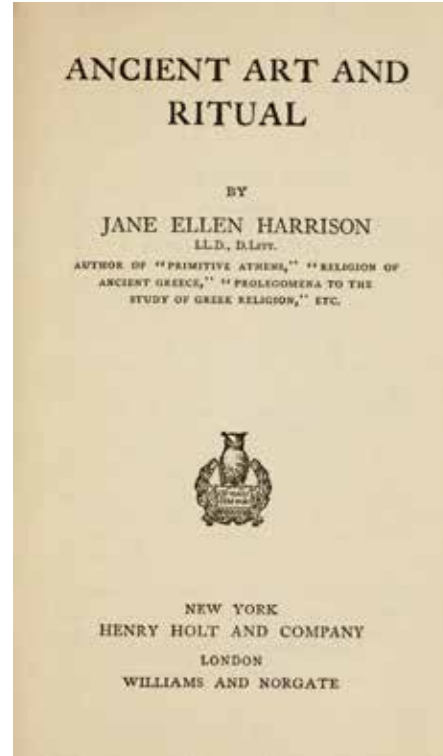 ANCIENT ART AND
RITUAL
BY
JANE ELLEN HARRISON
LL.D., D.LITT.
AUTHOR OF "PRIMITIVE ATHENS," "RELIGION OF
ANCIENT GREECE," "PROLEGOMENA TO THE
STUDY OF GREEK RELIGION," ETC.
NEW YORK
HENRY HOLT AND COMPANY
LONDON
WILLIAMS AND NORGATE